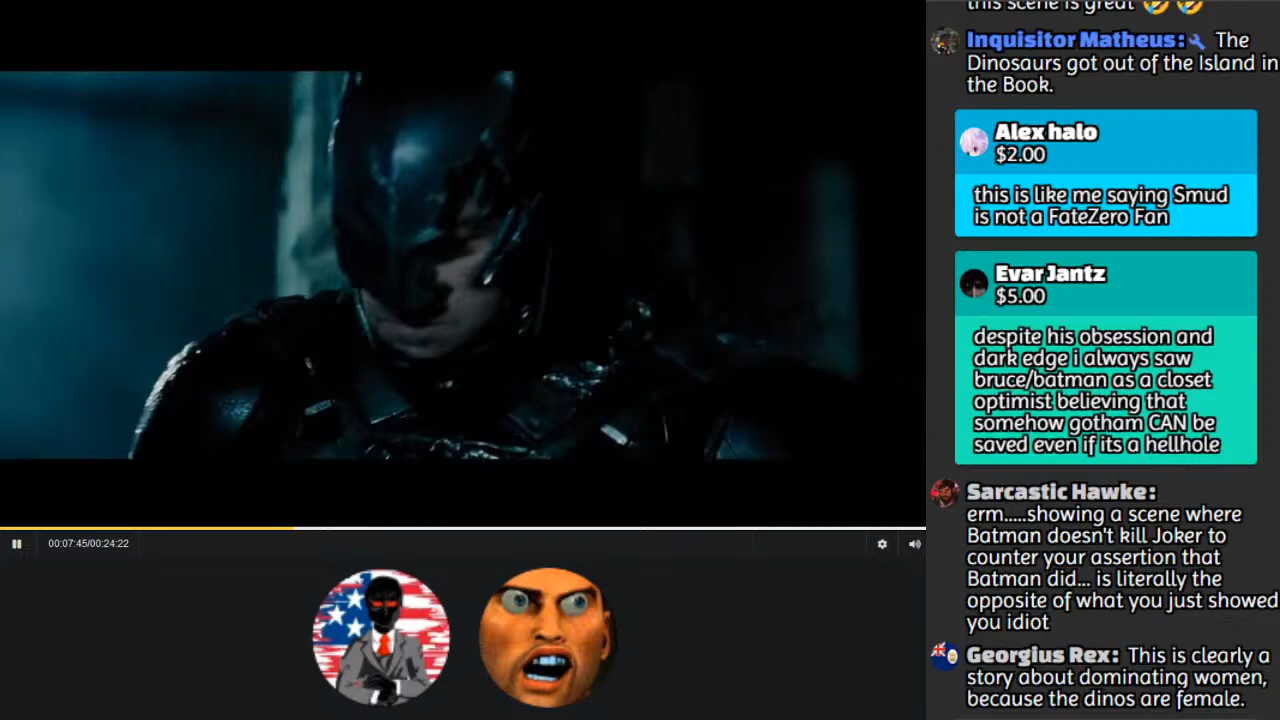 this scene is great 🤣🤣
Inquisitor Matheus: The
Dinosaurs got out of the Island in
the Book.
Alex halo
$2.00
this is like me saying Smud
is not a FateZero Fan
Evar Jantz
$5.00
despite his obsession and
dark edge i always saw
bruce/batman as a closet
optimist believing that
somehow gotham CAN be
saved even if its a hellhole
Sarcastic Hawke:
erm.....showing a scene where
Batman doesn't kill Joker to
counter your assertion that
Batman did... is literally the
opposite of what you just showed
you idiot
Georgius Rex: This is clearly a
story about dominating women,
because the dinos are female.
00:07:45/00:24:22